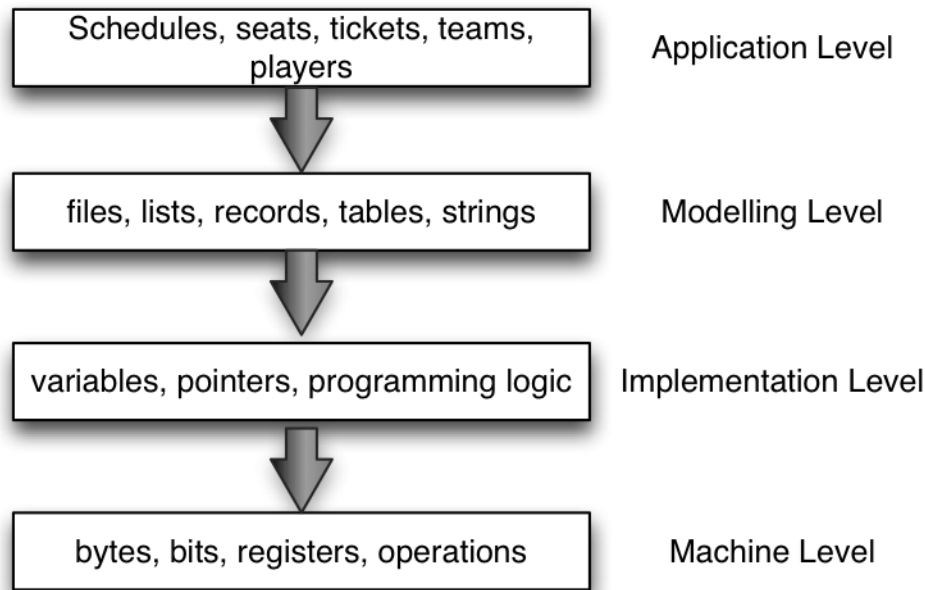 Schedules, seats, tickets, teams,
players
Application Level
files, lists, records, tables, strings
Modelling Level
variables, pointers, programming logic
Implementation Level
bytes, bits, registers, operations
Machine Level